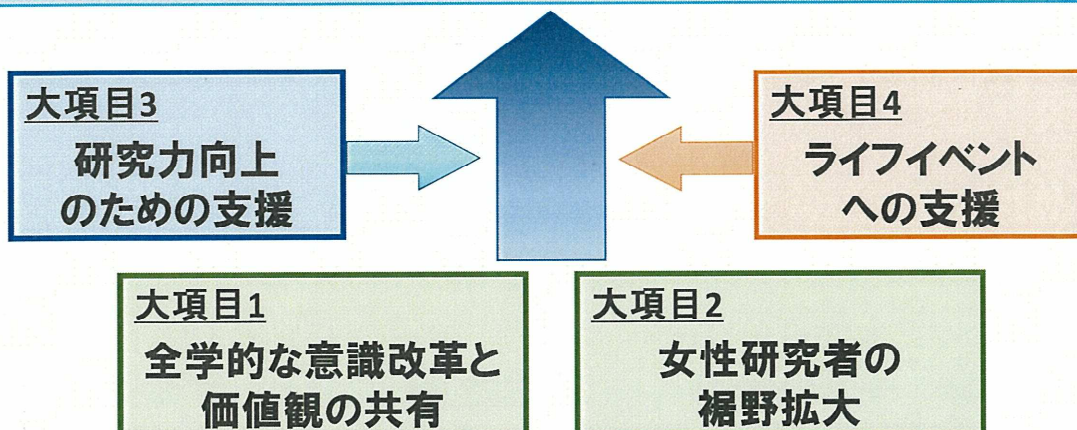 大項目3
研究力向上
のための支援
大項目4
ライフイベント
への支援
大項目1
全学的な意識改革と
価値観の共有
大項目2
女性研究者の
裾野拡大